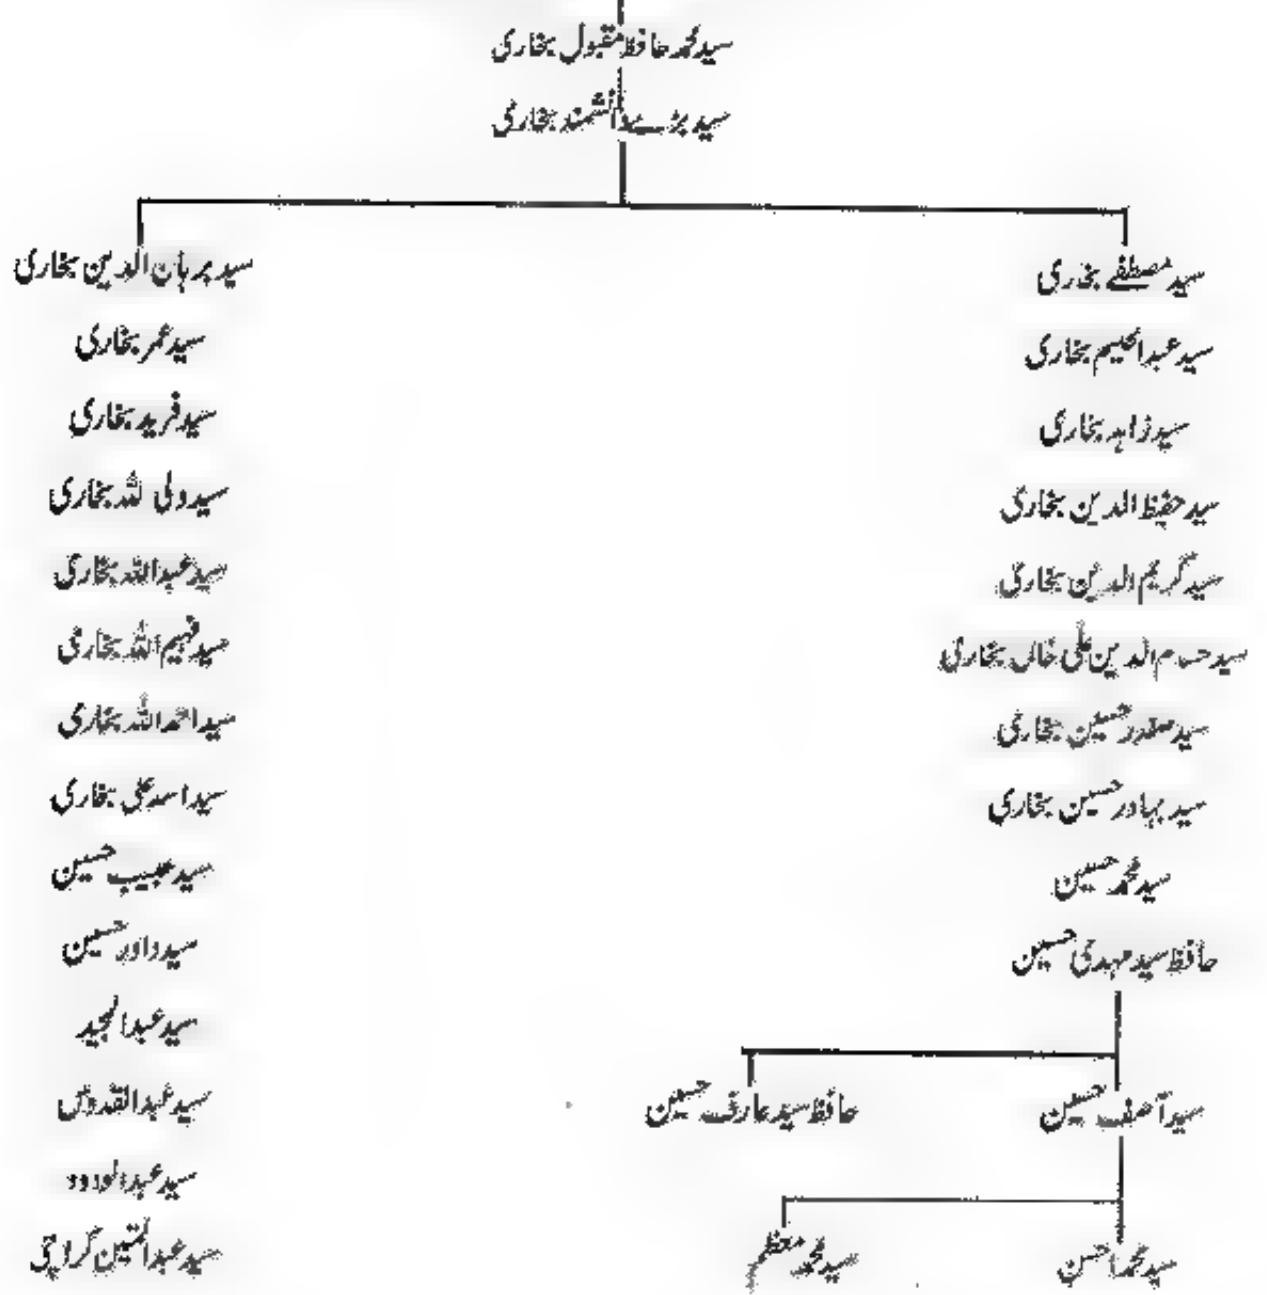 سید محمد حافظ مقبول بخاری
سید بڑے دانشمند بخاری
سید مصطفےٰ بخاری
سید عبدالحلیم بخاری
سید زاہد بخاری
سید حفیظ الدین بخاری
سید کریم الدین بخاری
سید حسام الدین علی خاں بخاری
سید صفدر حسین بخاری
سید بہادر حسین بخاری
سید محمد حسین
حافظ سید مہدی حسین
سید آصف حسین
حافظ سید عارف حسین
سید محمد احسن
سید محمد معظم
سید برہان الدین بخاری
سید عمر بخاری
سید فرید بخاری
سید ولی اللہ بخاری
سید عبداللہ بخاری
سید فہیم اللہ بخاری
سید احمد اللہ بخاری
سید اسد علی بخاری
سید حبیب حسین
سید داور حسین
سید عبدالمجید
سید عبدالقدوس
سید عبدالودود
سید عبدالمتین کراچی